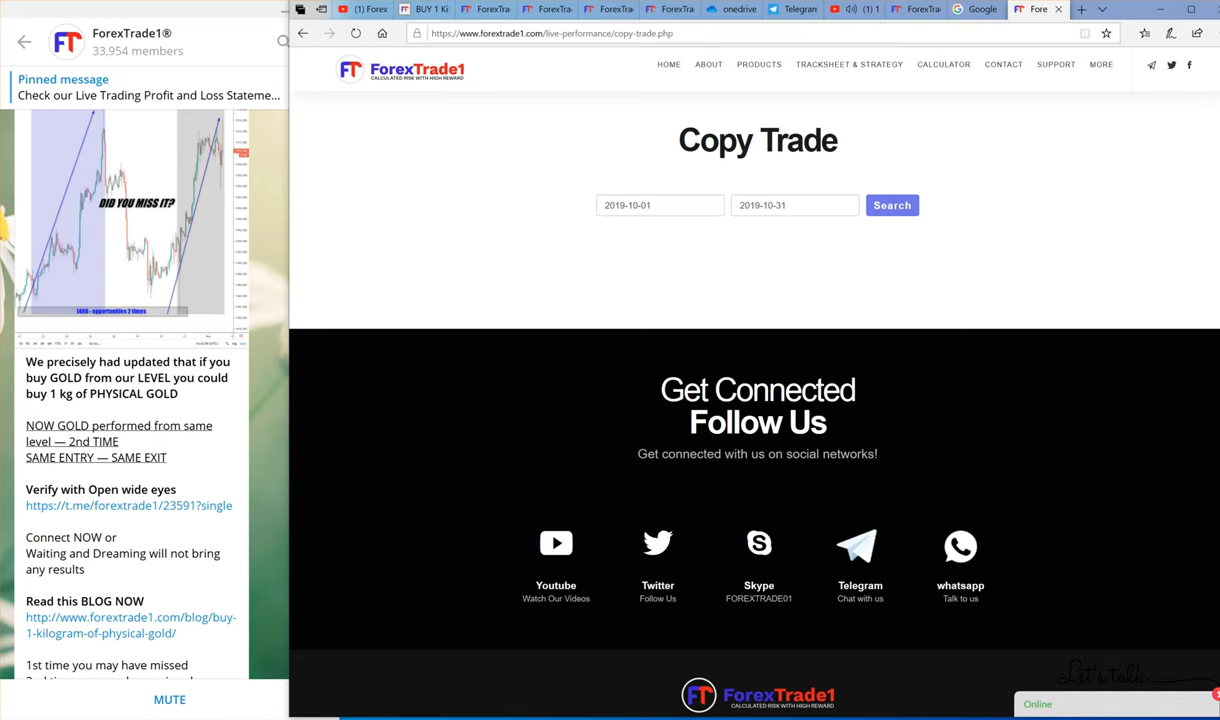 ForexTrade1®
33,954 members
Pinned message
Check our Live Trading Profit and Loss Stateme...
DID YOU MISS IT?
1400 - opportunities 2 times
We precisely had updated that if you
buy GOLD from our LEVEL you could
buy 1 kg of PHYSICAL GOLD
NOW GOLD performed from same
level — 2nd TIME
SAME ENTRY — SAME EXIT
Verify with Open wide eyes
https://t.me/forextrade1/23591?single
Connect NOW or
Waiting and Dreaming will not bring
any results
Read this BLOG NOW
http://www.forextrade1.com/blog/buy-
1-kilogram-of-physical-gold/
1st time you may have missed
MUTE
(1) Forex
BUY 1 Ki
ForexTra
ForexTra
ForexTra
ForexTra
onedrive
Telegram
(1) 1
ForexTra
Google
Fore
https://www.forextrade1.com/live-performance/copy-trade.php
FT ForexTrade1
CALCULATED RISK WITH HIGH REWARD
HOME ABOUT PRODUCTS TRACKSHEET & STRATEGY CALCULATOR CONTACT SUPPORT MORE
Copy Trade
2019-10-01 2019-10-31 Search
Get Connected
Follow Us
Get connected with us on social networks!
Youtube Twitter Skype Telegram whatsapp
Watch Our Videos Follow Us FOREXTRADE01 Chat with us Talk to us
Let's talk
FT ForexTrade1
CALCULATED RISK WITH HIGH REWARD
Online